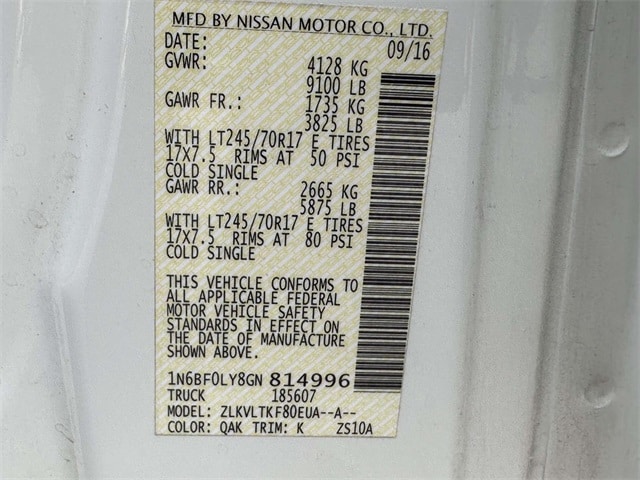 MFD BY NISSAN MOTOR CO., LTD.
DATE: 09/16
GVWR: 4128 KG
9100 LB
GAWR FR.: 1735 KG
3825 LB
WITH LT245/70R17 E TIRES
17X7.5 RIMS AT 50 PSI
COLD SINGLE
GAWR RR.: 2665 KG
5875 LB
WITH LT245/70R17 E TIRES
17X7.5 RIMS AT 80 PSI
COLD SINGLE
THIS VEHICLE CONFORMS TO
ALL APPLICABLE FEDERAL
MOTOR VEHICLE SAFETY
STANDARDS IN EFFECT ON
THE DATE OF MANUFACTURE
SHOWN ABOVE.
1N6BF0LY8GN 814996
TRUCK 185607
MODEL: ZLKVLTKF80EUA--A--
COLOR: QAK TRIM: K ZS10A